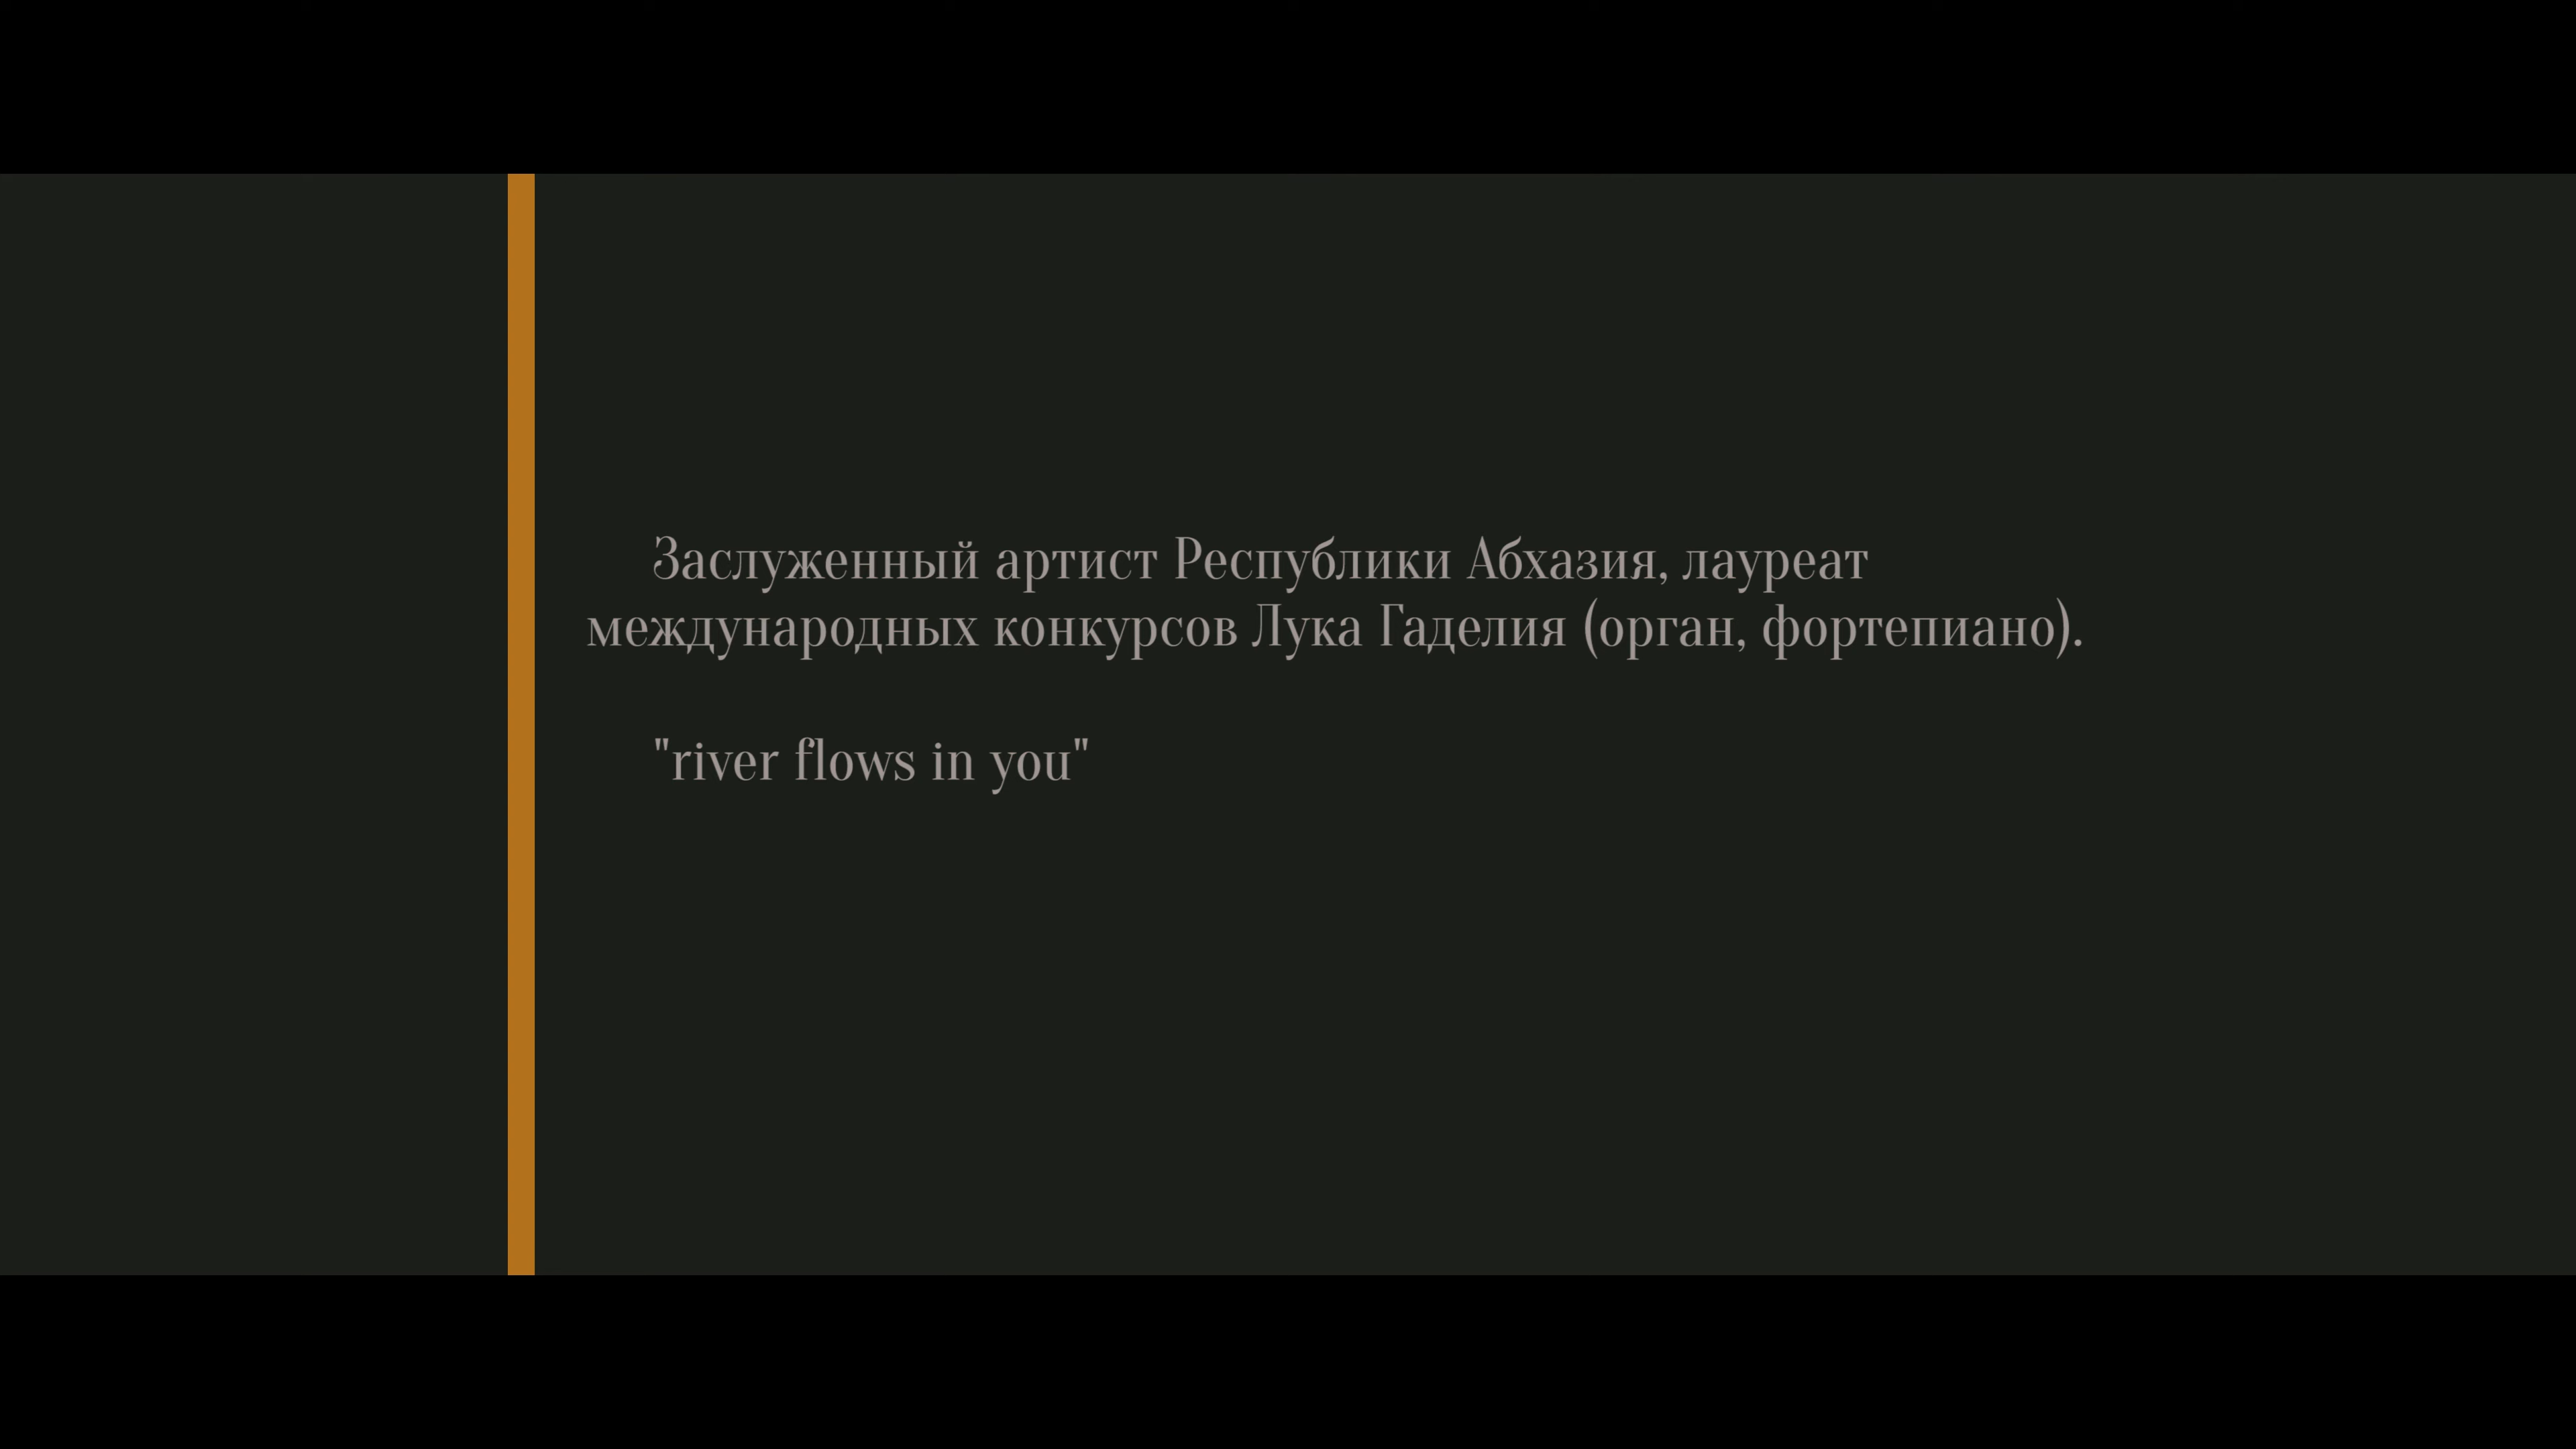 Заслуженный артист Республики Абхазия, лауреат
международных конкурсов Лука Гаделия (орган, фортепиано).
"river flows in you"